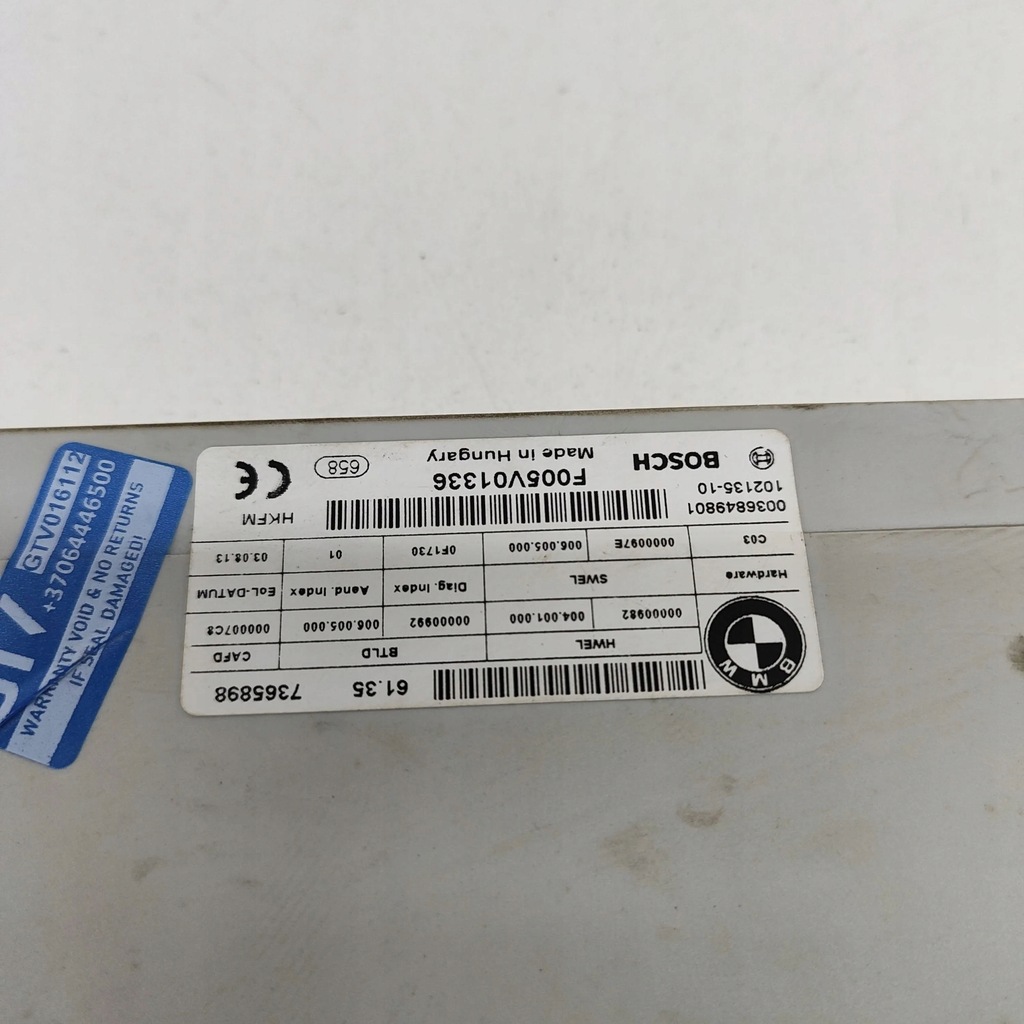 BMW
61.35 7365898
HWEL BTLD CAFD
00000982 004.001.000 00000992 006.005.000 000007C8
Hardware SWEL Diag. Index Aend. Index EoL-DATUM
C03 0000097E 006.005.000 0F1730 01 03.08.13
0036849801 HKFM
102135-10 F005V01336
BOSCH Made in Hungary 658 CE
GTV016112
+37064446500
WARRANTY VOID & NO RETURNS
IF SEAL DAMAGED!